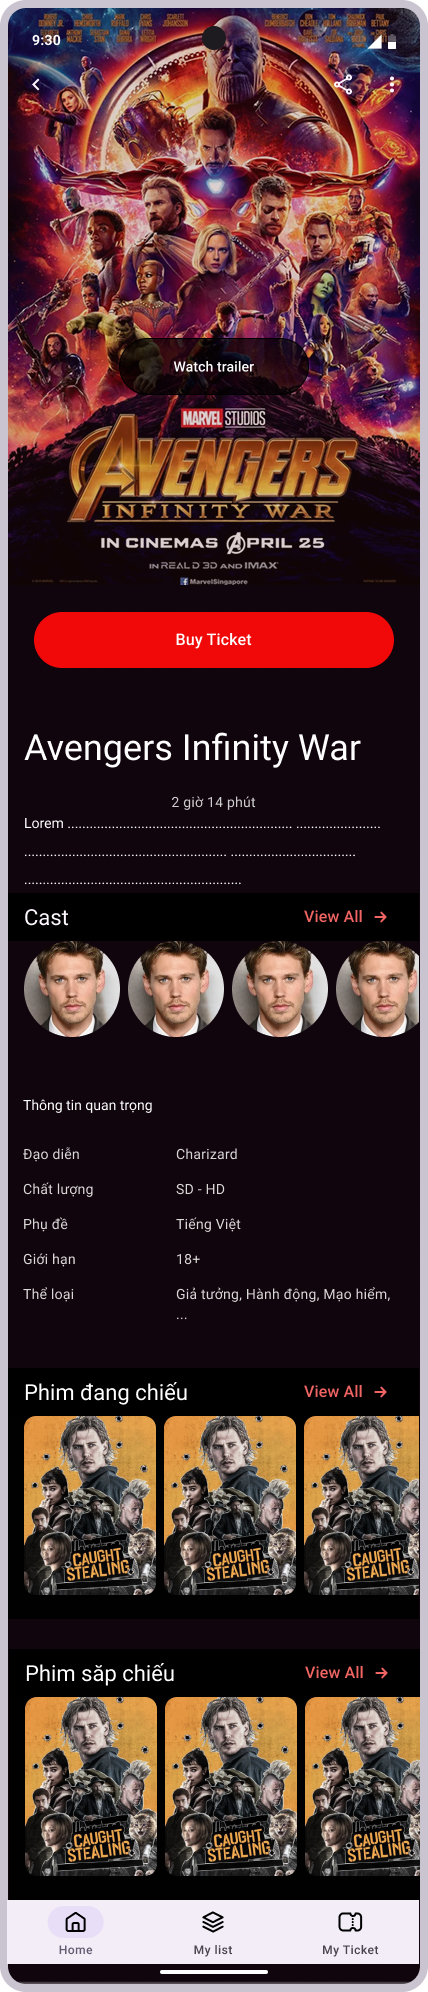 9:30
Watch trailer
MARVEL STUDIOS
AVENGERS
INFINITY WAR
IN CINEMAS APRIL 25
IN REAL D 3D AND IMAX
MarvelSingapore
Buy Ticket
Avengers Infinity War
2 giờ 14 phút
Lorem ............................................................. .......................
....................................................... ..................................
...........................................................
Cast
View All
Thông tin quan trọng
Đạo diễn
Charizard
Chất lượng
SD - HD
Phụ đề
Tiếng Việt
Giới hạn
18+
Thể loại
Giả tưởng, Hành động, Mạo hiểm,
...
Phim đang chiếu
View All
CAUGHT
STEALING
CAUGHT
STEALING
CAUGHT
STEALING
Phim sắp chiếu
View All
CAUGHT
STEALING
CAUGHT
STEALING
CAUGHT
STEALING
Home
My list
My Ticket